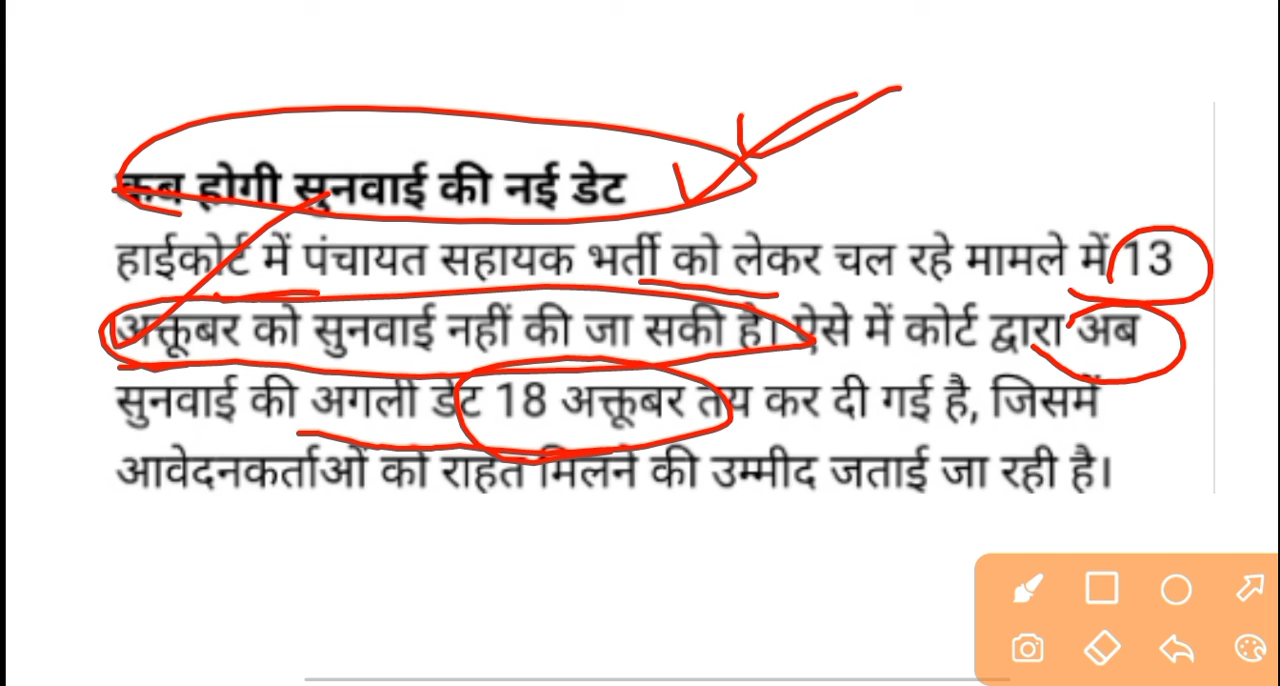 कब होगी सुनवाई की नई डेट
हाईकोर्ट में पंचायत सहायक भर्ती को लेकर चल रहे मामले में 13
अक्तूबर को सुनवाई नहीं की जा सकी है। ऐसे में कोर्ट द्वारा अब
सुनवाई की अगली डेट 18 अक्तूबर तय कर दी गई है, जिसमें
आवेदनकर्ताओं को राहत मिलने की उम्मीद जताई जा रही है।